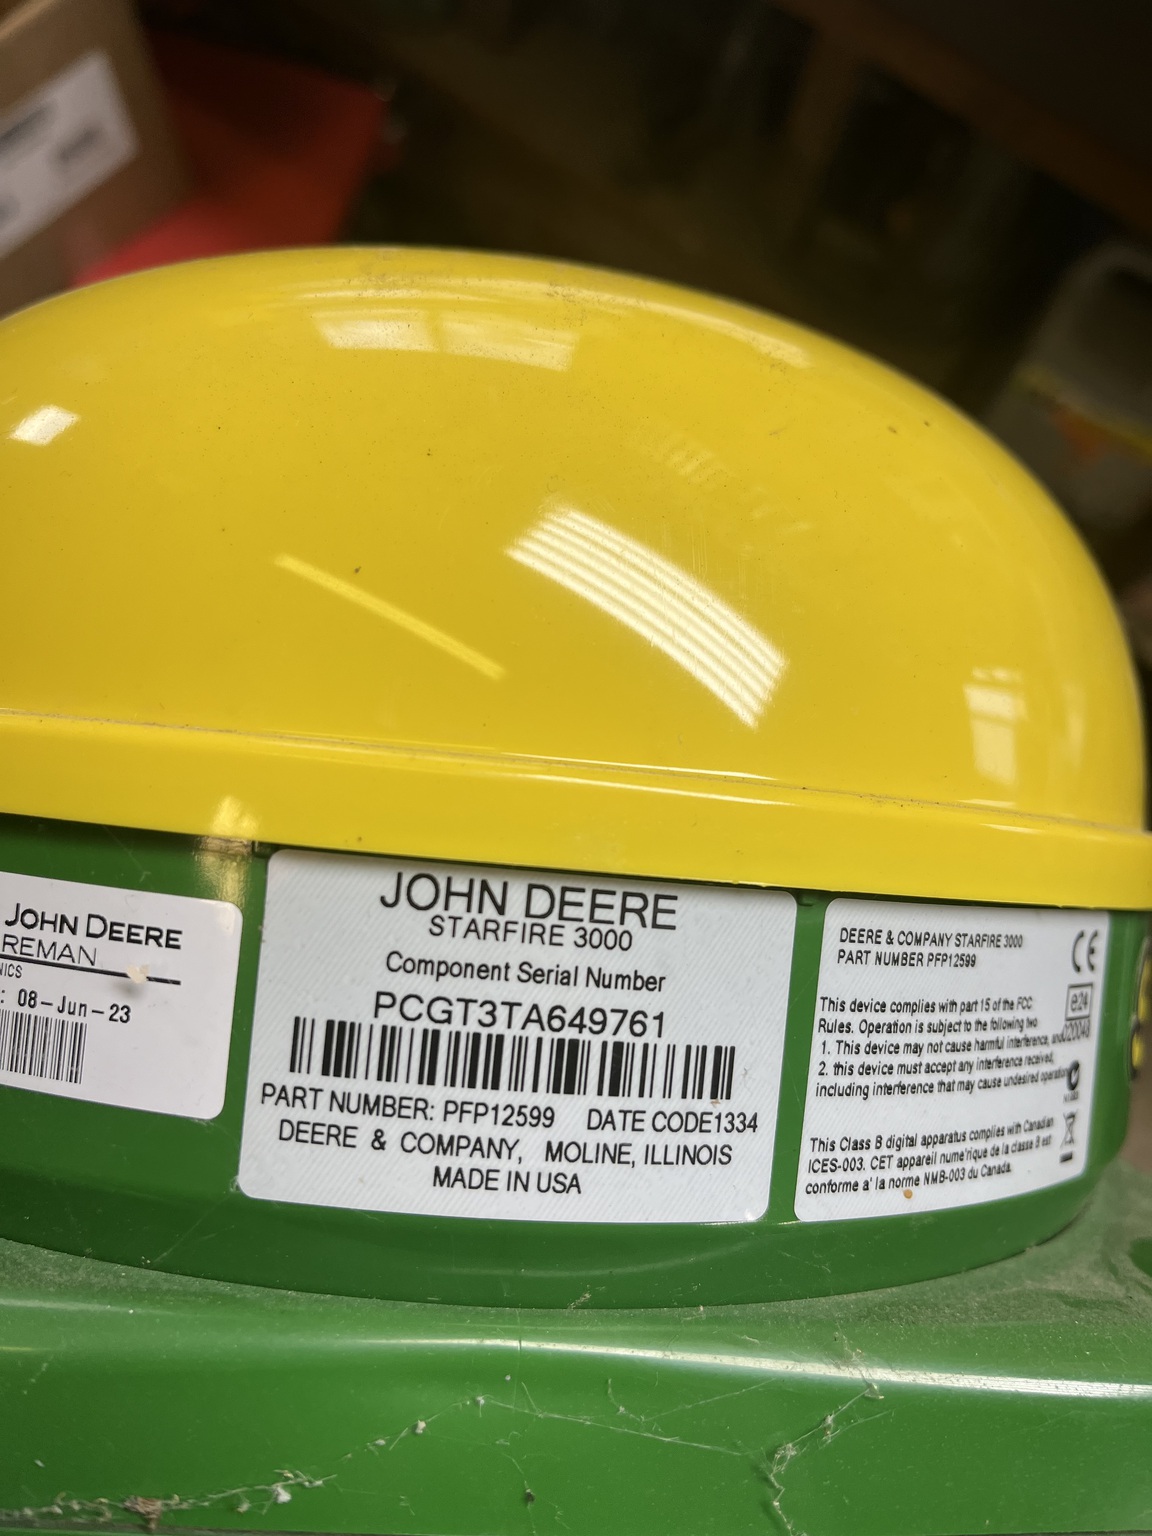 JOHN DEERE
REMAN
NICS
: 08-Jun-23
JOHN DEERE
STARFIRE 3000
Component Serial Number
PCGT3TA649761
PART NUMBER: PFP12599 DATE CODE1334
DEERE & COMPANY, MOLINE, ILLINOIS
MADE IN USA
DEERE & COMPANY STARFIRE 3000
PART NUMBER PFP12599
CE
e24
This device complies with part 15 of the FCC
Rules. Operation is subject to the following two
1. This device may not cause harmful interference, and
2. this device must accept any interference received,
including interference that may cause undesired operation
This Class B digital apparatus complies with Canadian
ICES-003. CET appareil nume'rique de la classe B est
conforme a' la norme NMB-003 du Canada.